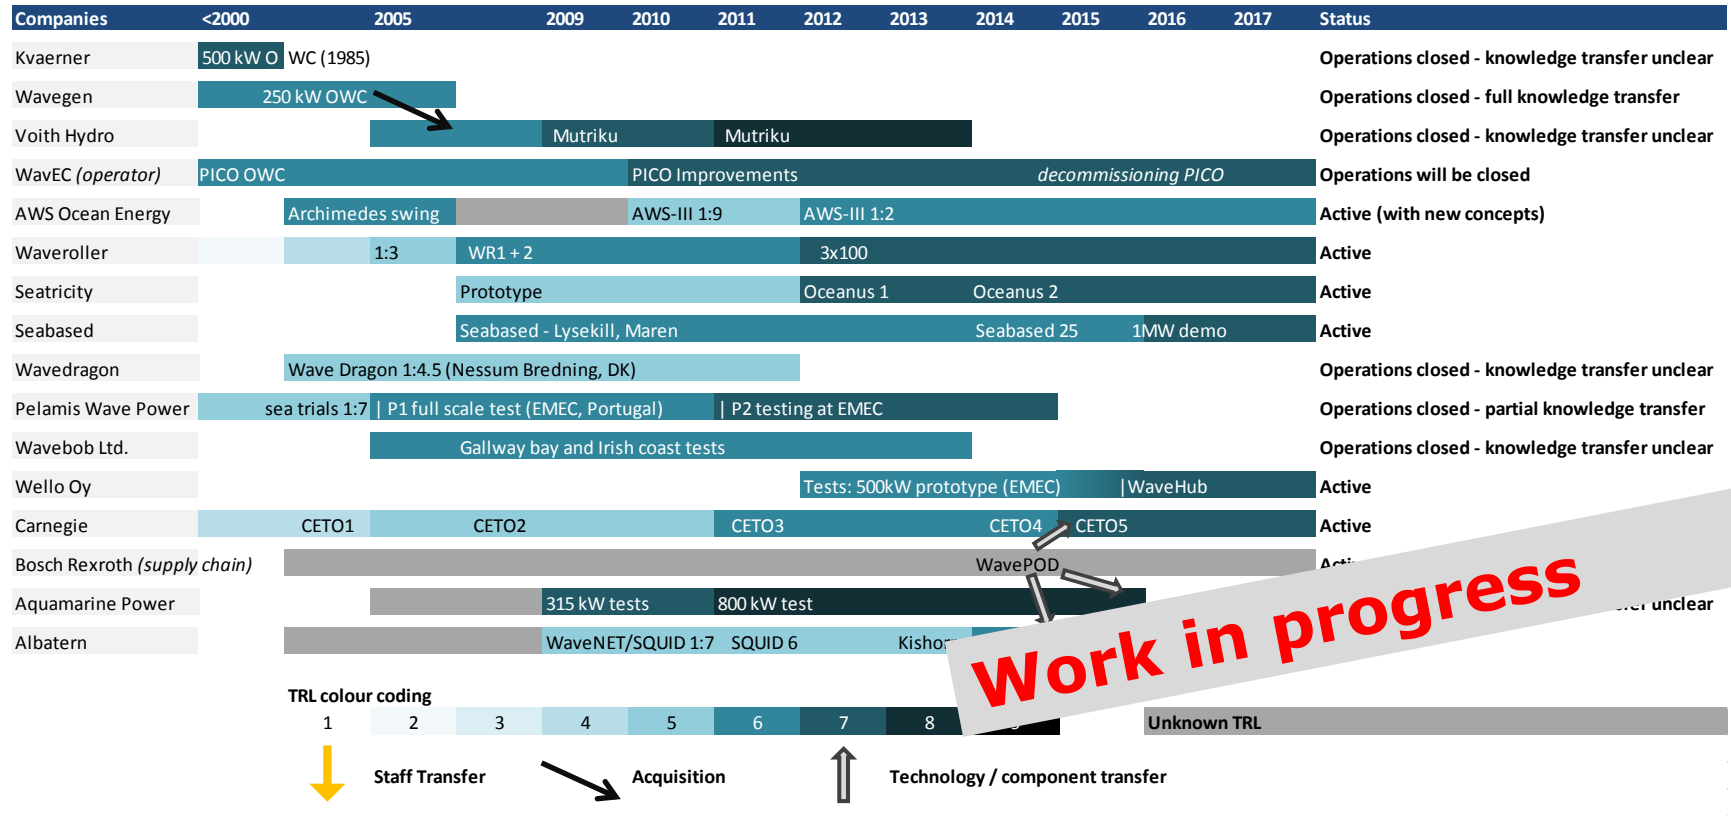 Companies <2000 2005 2009 2010 2011 2012 2013 2014 2015 2016 2017 Status
Kvaerner 500 kW O WC (1985) Operations closed - knowledge transfer unclear
Wavegen 250 kW OWC Operations closed - full knowledge transfer
Voith Hydro Mutriku Mutriku Operations closed - knowledge transfer unclear
WavEC (operator) PICO OWC PICO Improvements decommissioning PICO Operations will be closed
AWS Ocean Energy Archimedes swing AWS-III 1:9 AWS-III 1:2 Active (with new concepts)
Waveroller 1:3 WR1 + 2 3x100 Active
Seatricity Prototype Oceanus 1 Oceanus 2 Active
Seabased Seabased - Lysekill, Maren Seabased 25 1MW demo Active
Wavedragon Wave Dragon 1:4.5 (Nessum Bredning, DK) Operations closed - knowledge transfer unclear
Pelamis Wave Power sea trials 1:7 | P1 full scale test (EMEC, Portugal) | P2 testing at EMEC Operations closed - partial knowledge transfer
Wavebob Ltd. Gallway bay and Irish coast tests Operations closed - knowledge transfer unclear
Wello Oy Tests: 500kW prototype (EMEC) |WaveHub Active
Carnegie CETO1 CETO2 CETO3 CETO4 CETO5 Active
Bosch Rexroth (supply chain) WavePOD
Aquamarine Power 315 kW tests 800 kW test unclear
Albatern WaveNET/SQUID 1:7 SQUID 6
Work in progress
TRL colour coding
1 2 3 4 5 6 7 8 Unknown TRL
Staff Transfer Acquisition Technology / component transfer